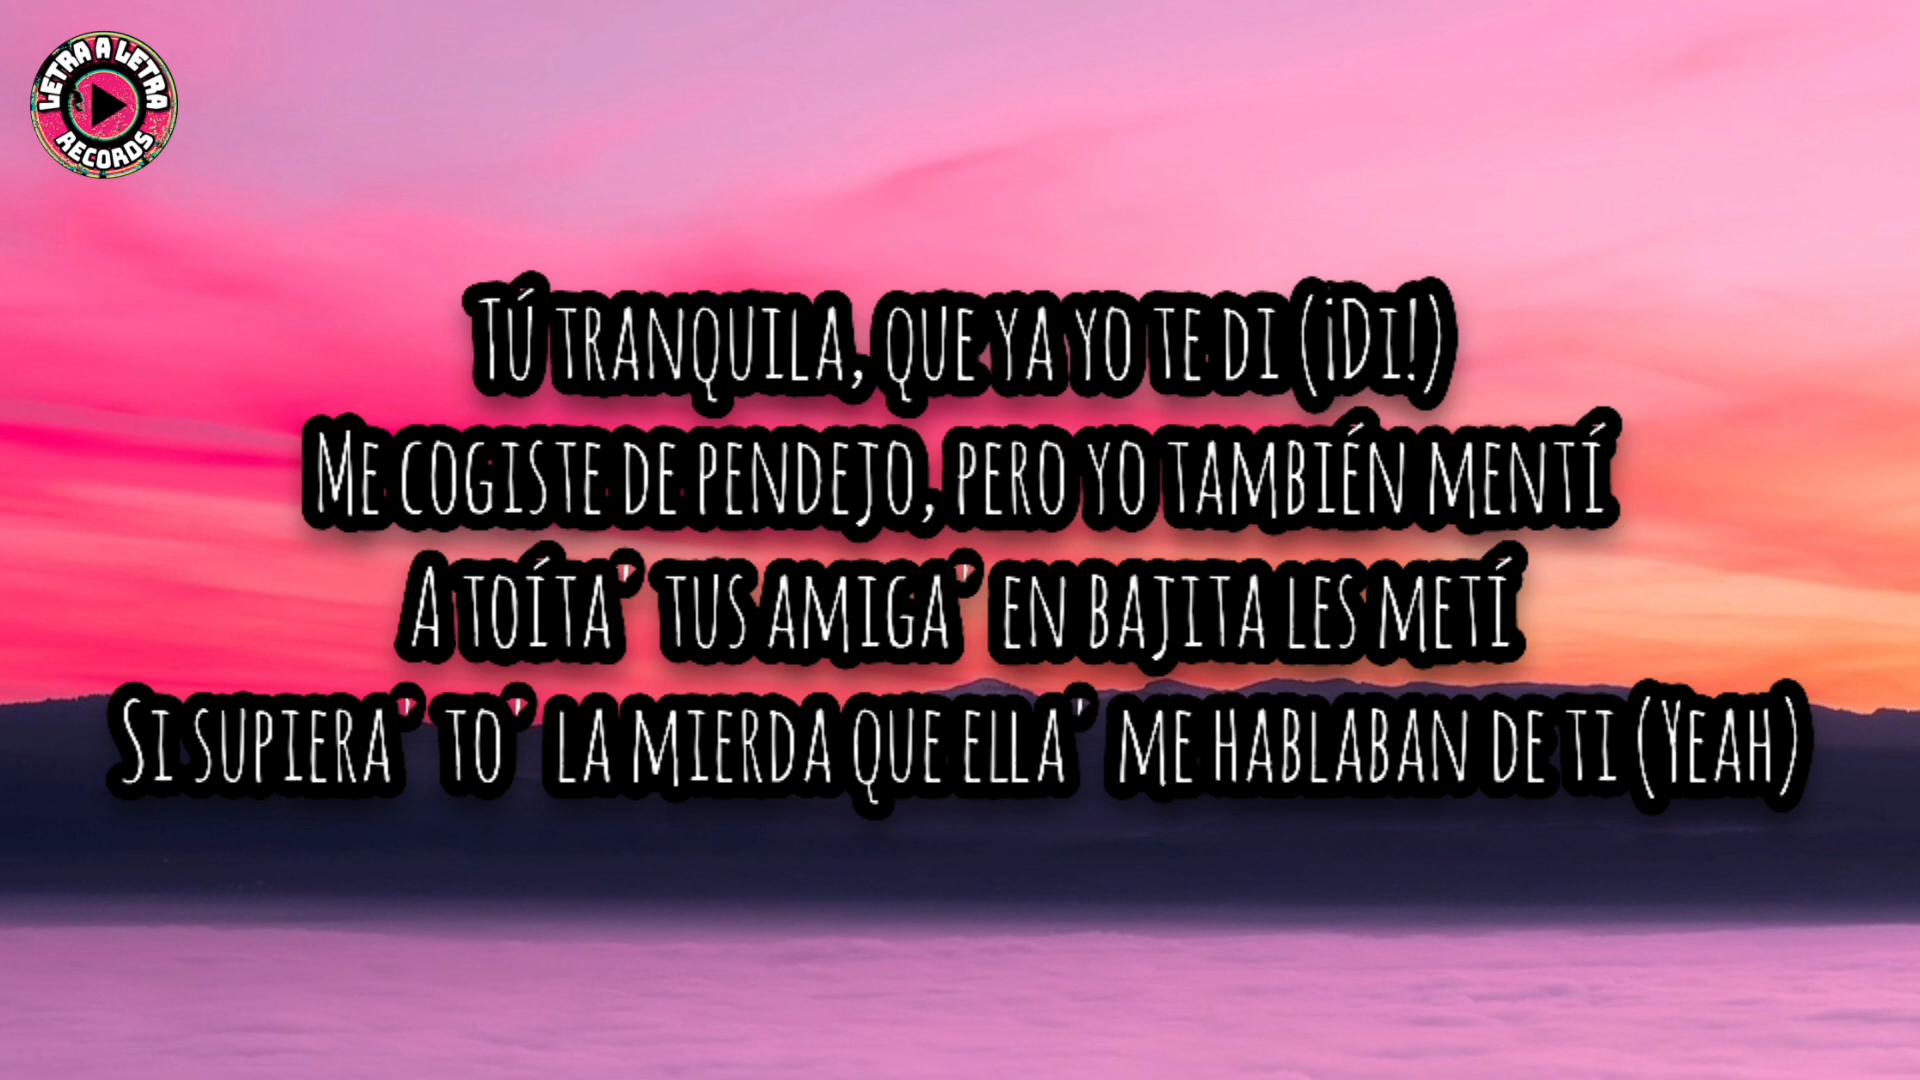 LETRA A LETRA
RECORDS
Tú tranquila, que ya yo te di (¡Di!)
Me cogiste de pendejo, pero yo también mentí
A toíta' tus amiga' en bajita les metí
Si supiera' to' la mierda que ella' me hablaban de ti (Yeah)